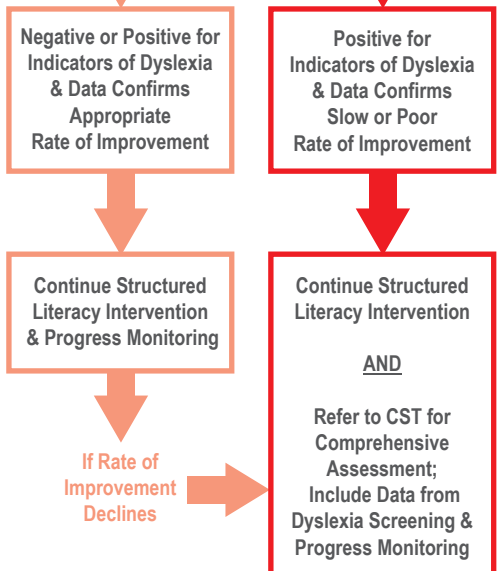 Negative or Positive for
Indicators of Dyslexia
& Data Confirms
Appropriate
Rate of Improvement
Positive for
Indicators of Dyslexia
& Data Confirms
Slow or Poor
Rate of Improvement
Continue Structured
Literacy Intervention
& Progress Monitoring
If Rate of
Improvement
Declines
Continue Structured
Literacy Intervention
AND
Refer to CST for
Comprehensive
Assessment;
Include Data from
Dyslexia Screening &
Progress Monitoring